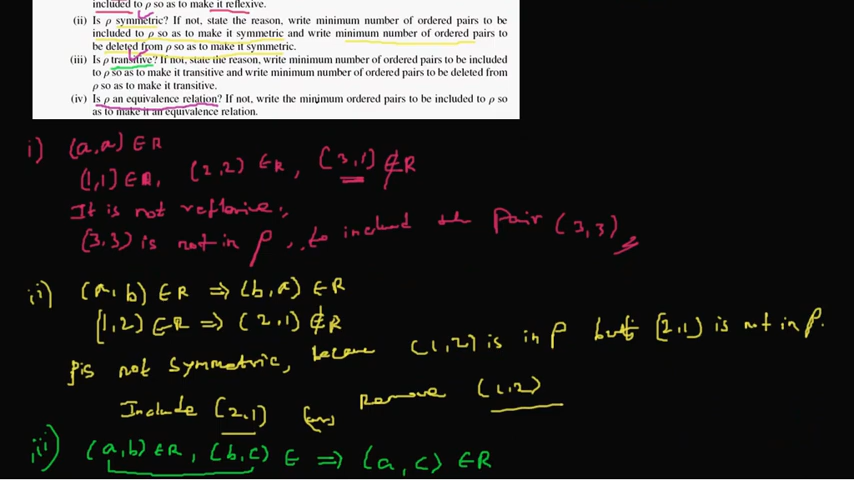 included to ρ so as to make it reflexive.
(ii) Is ρ symmetric? If not, state the reason, write minimum number of ordered pairs to be
included to ρ so as to make it symmetric and write minimum number of ordered pairs to
be deleted from ρ so as to make it symmetric.
(iii) Is ρ transitive? If not, state the reason, write minimum number of ordered pairs to be included
to ρ so as to make it transitive and write minimum number of ordered pairs to be deleted from
ρ so as to make it transitive.
(iv) Is ρ an equivalence relation? If not, write the minimum ordered pairs to be included to ρ so
as to make it an equivalence relation.
i) (a,a) ∈ R
(1,1) ∈ R, (2,2) ∈ R, (3,1) ∉ R
It is not reflexive,
(3,3) is not in ρ, to includ the Pair (3,3)
ii) (a,b) ∈ R ⇒ (b,a) ∈ R
(1,2) ∈ R ⇒ (2,1) ∉ R
ρ is not symmetric, because (1,2) is in ρ but (2,1) is not in ρ.
Include (2,1) (or) Remove (1,2)
iii) (a,b) ∈ R, (b,c) ∈ ⇒ (a,c) ∈ R